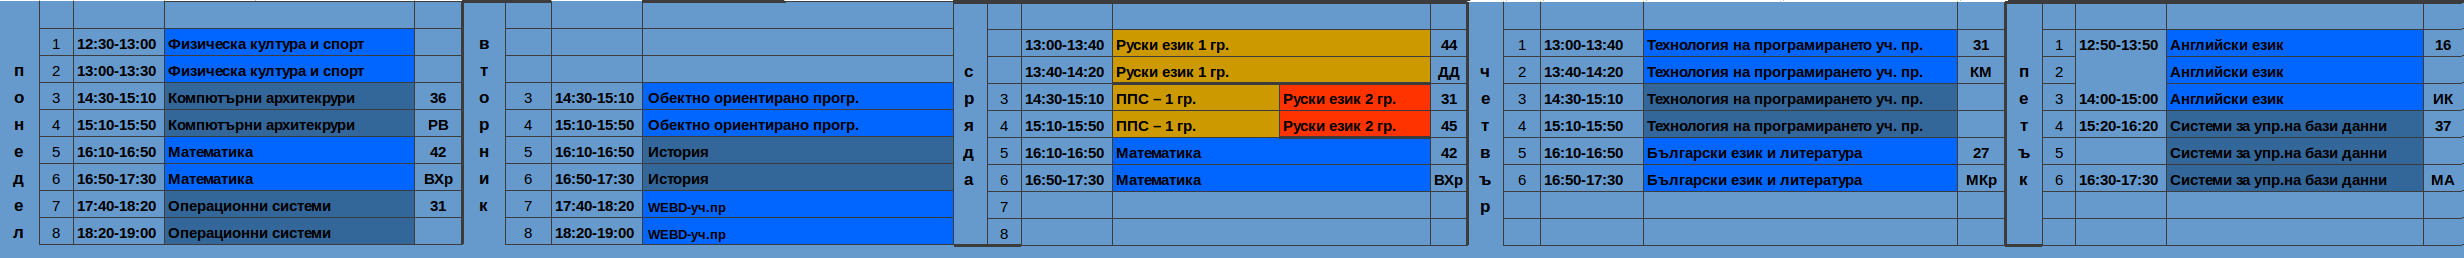 понедел
1 12:30-13:00 Физическа култура и спорт
2 13:00-13:30 Физическа култура и спорт
3 14:30-15:10 Компютърни архитекрури 36
4 15:10-15:50 Компютърни архитекрури РВ
5 16:10-16:50 Математика 42
6 16:50-17:30 Математика ВХр
7 17:40-18:20 Операционни системи 31
8 18:20-19:00 Операционни системи
вторник
3 14:30-15:10 Обектно ориентирано прогр.
4 15:10-15:50 Обектно ориентирано прогр.
5 16:10-16:50 История
6 16:50-17:30 История
7 17:40-18:20 WEBD-уч.пр
8 18:20-19:00 WEBD-уч.пр
сряда
13:00-13:40 Руски език 1 гр. 44
13:40-14:20 Руски език 1 гр. ДД
3 14:30-15:10 ППС – 1 гр. Руски език 2 гр. 31
4 15:10-15:50 ППС – 1 гр. Руски език 2 гр. 45
5 16:10-16:50 Математика 42
6 16:50-17:30 Математика ВХр
7
8
четвър
1 13:00-13:40 Технология на програмирането уч. пр. 31
2 13:40-14:20 Технология на програмирането уч. пр. КМ
3 14:30-15:10 Технология на програмирането уч. пр.
4 15:10-15:50 Технология на програмирането уч. пр.
5 16:10-16:50 Български език и литература 27
6 16:50-17:30 Български език и литература МКр
петък
1 12:50-13:50 Английски език 16
2 Английски език
3 14:00-15:00 Английски език ИК
4 15:20-16:20 Системи за упр.на бази данни 37
5 Системи за упр.на бази данни
6 16:30-17:30 Системи за упр.на бази данни МА